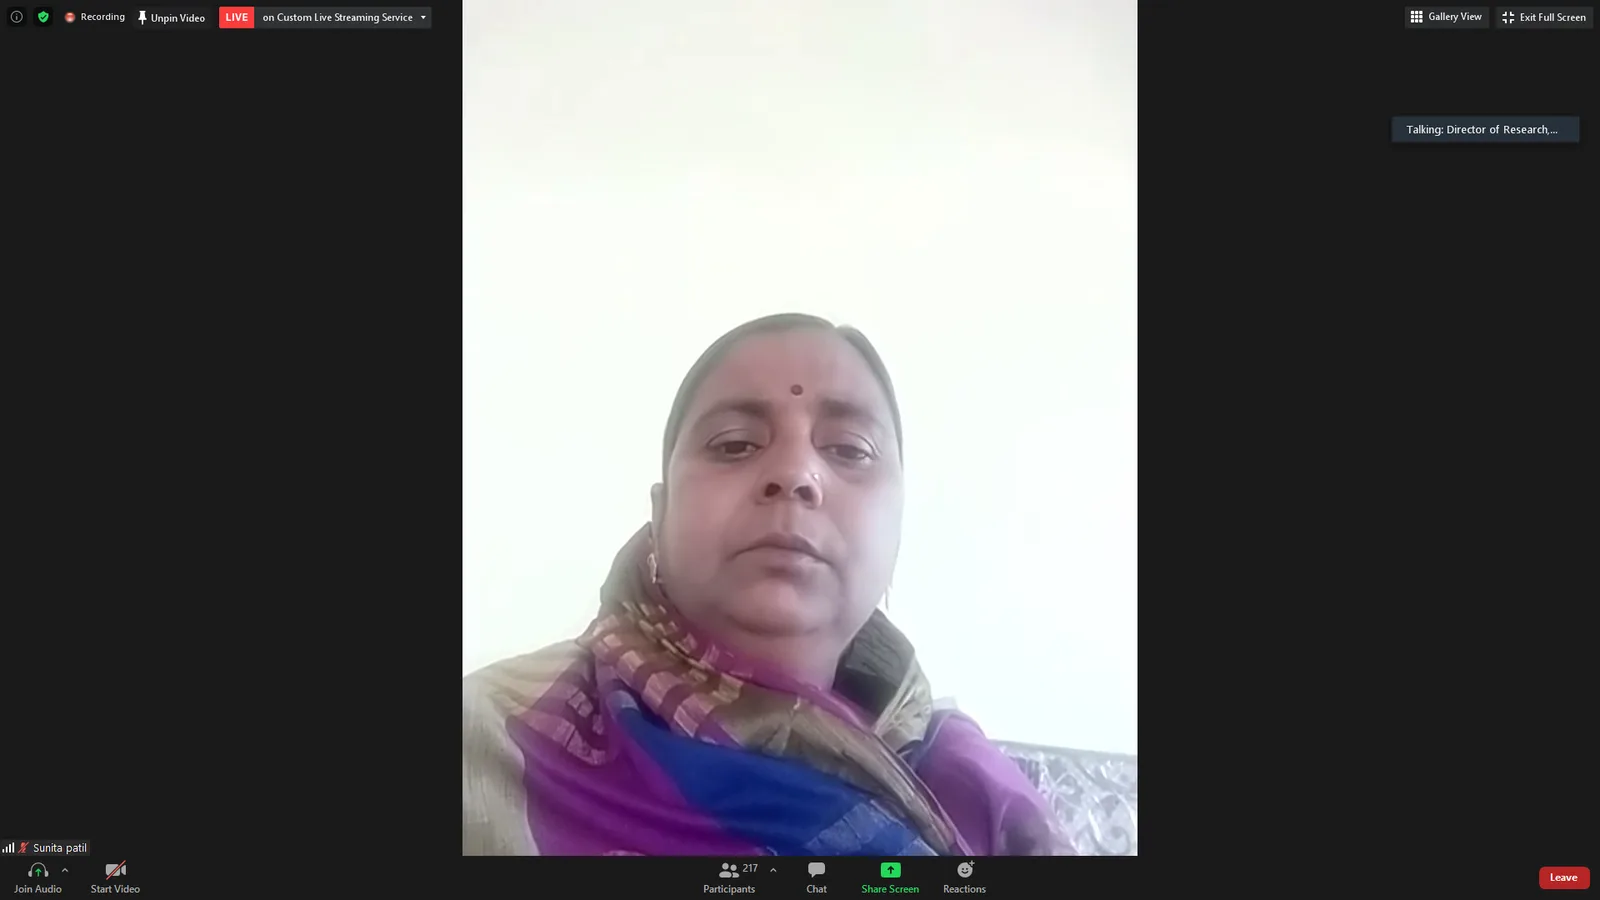 Recording
Unpin Video
LIVE on Custom Live Streaming Service
Gallery View
Exit Full Screen
Talking: Director of Research,...
Sunita patil
Join Audio
Start Video
217
Participants
Chat
Share Screen
Reactions
Leave